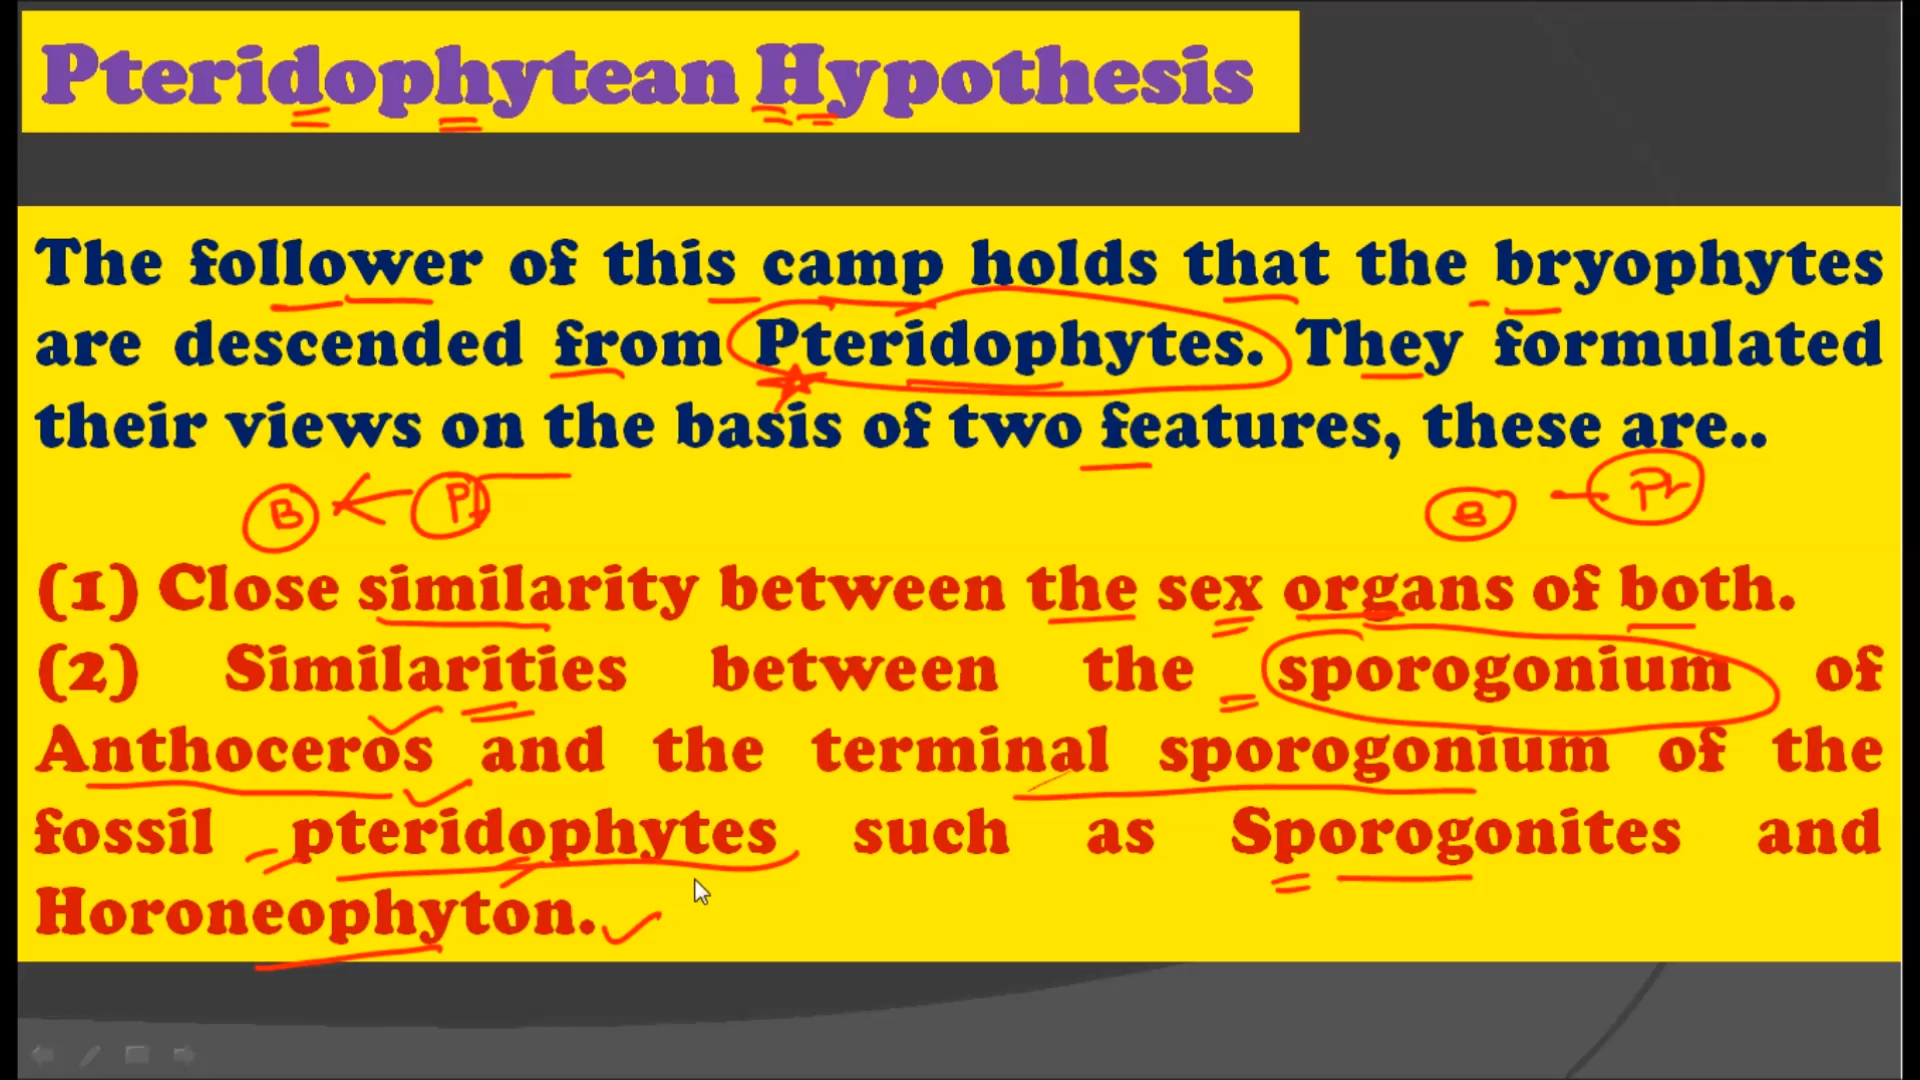 Pteridophytean Hypothesis
The follower of this camp holds that the bryophytes
are descended from Pteridophytes. They formulated
their views on the basis of two features, these are..
B ← P B - Pr
(1) Close similarity between the sex organs of both.
(2) Similarities between the sporogonium of
Anthoceros and the terminal sporogonium of the
fossil pteridophytes such as Sporogonites and
Horoneophyton.